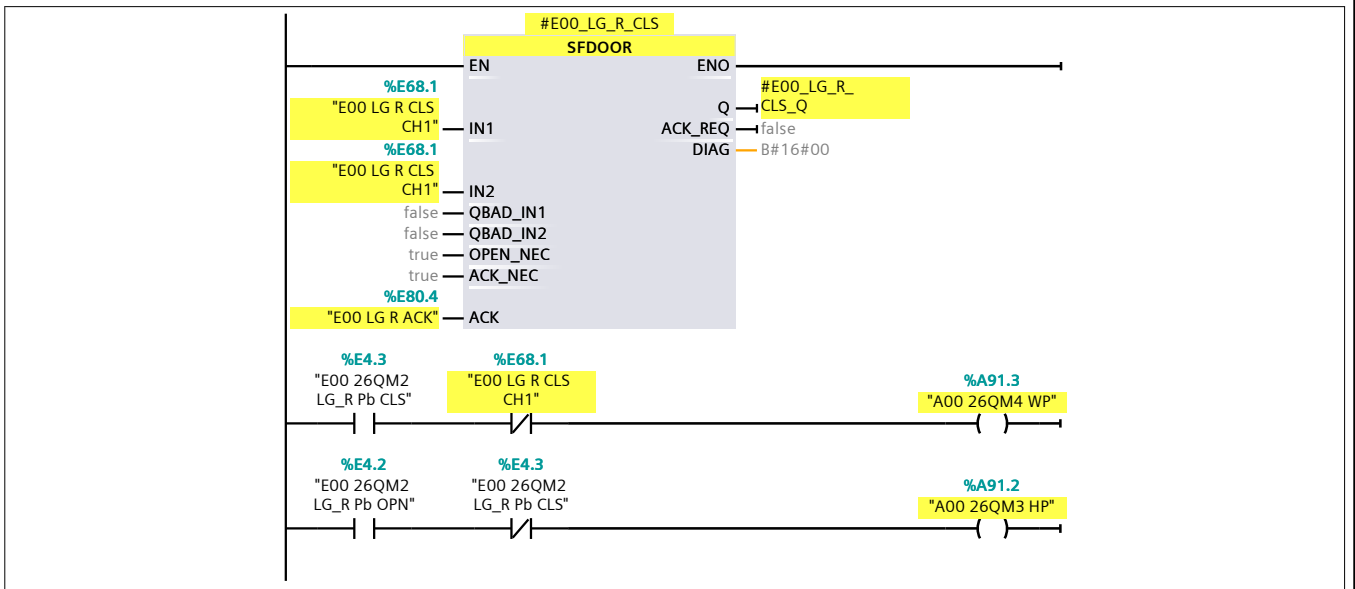 #E00_LG_R_CLS
SFDOOR
EN ENO
%E68.1
"E00 LG R CLS
CH1"
IN1
#E00_LG_R_
CLS_Q
Q
ACK_REQ false
DIAG B#16#00
%E68.1
"E00 LG R CLS
CH1"
IN2
false QBAD_IN1
false QBAD_IN2
true OPEN_NEC
true ACK_NEC
%E80.4
"E00 LG R ACK" ACK
%E4.3
"E00 26QM2
LG_R Pb CLS"
%E68.1
"E00 LG R CLS
CH1"
%A91.3
"A00 26QM4 WP"
%E4.2
"E00 26QM2
LG_R Pb OPN"
%E4.3
"E00 26QM2
LG_R Pb CLS"
%A91.2
"A00 26QM3 HP"